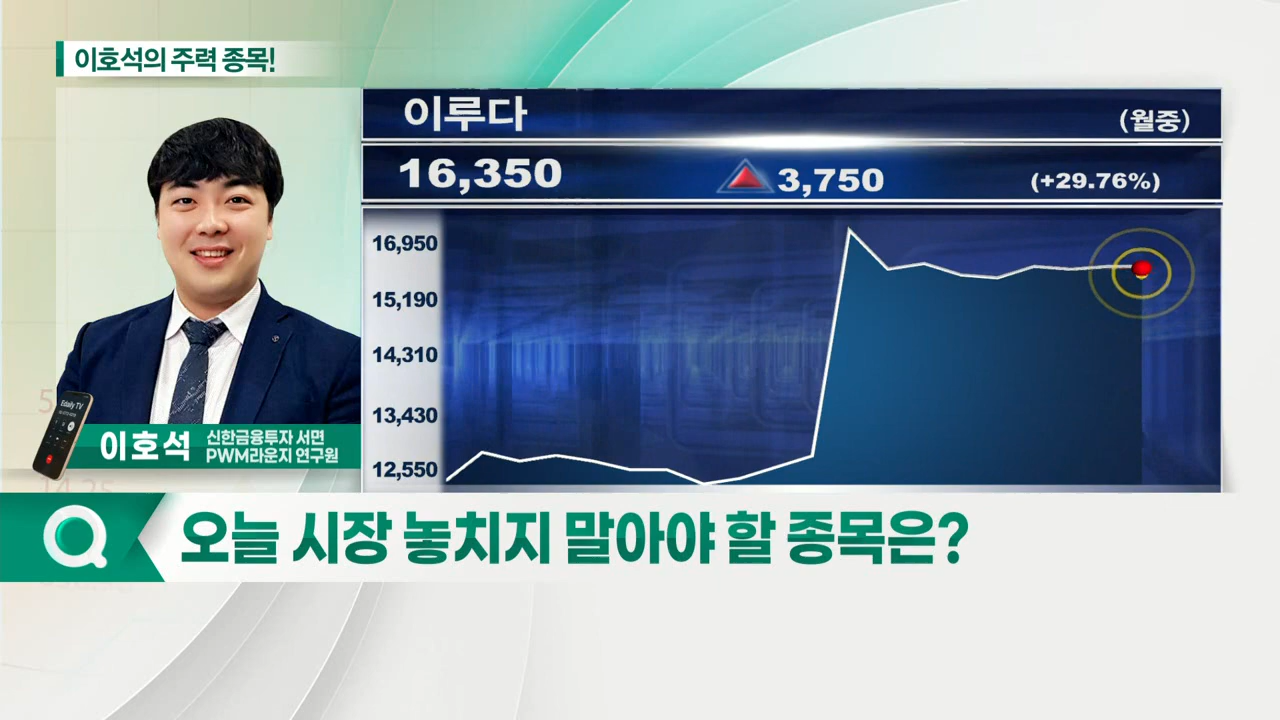 이호석의 주력 종목!
이루다
(월중)
16,350
3,750
(+29.76%)
16,950
15,190
14,310
13,430
12,550
Edaily TV
이호석
신한금융투자 서면
PWM라운지 연구원
Q
오늘 시장 놓치지 말아야 할 종목은?